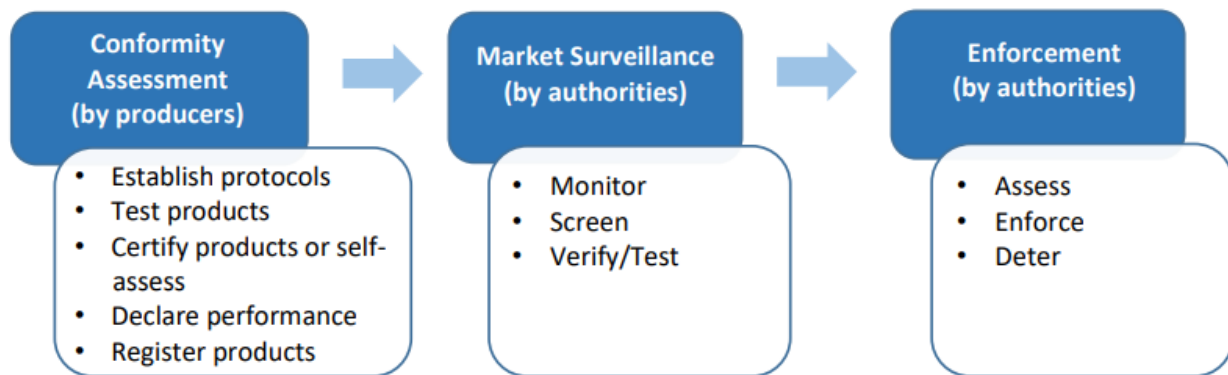 Conformity
Assessment
(by producers)
• Establish protocols
• Test products
• Certify products or self-
assess
• Declare performance
• Register products
Market Surveillance
(by authorities)
• Monitor
• Screen
• Verify/Test
Enforcement
(by authorities)
• Assess
• Enforce
• Deter